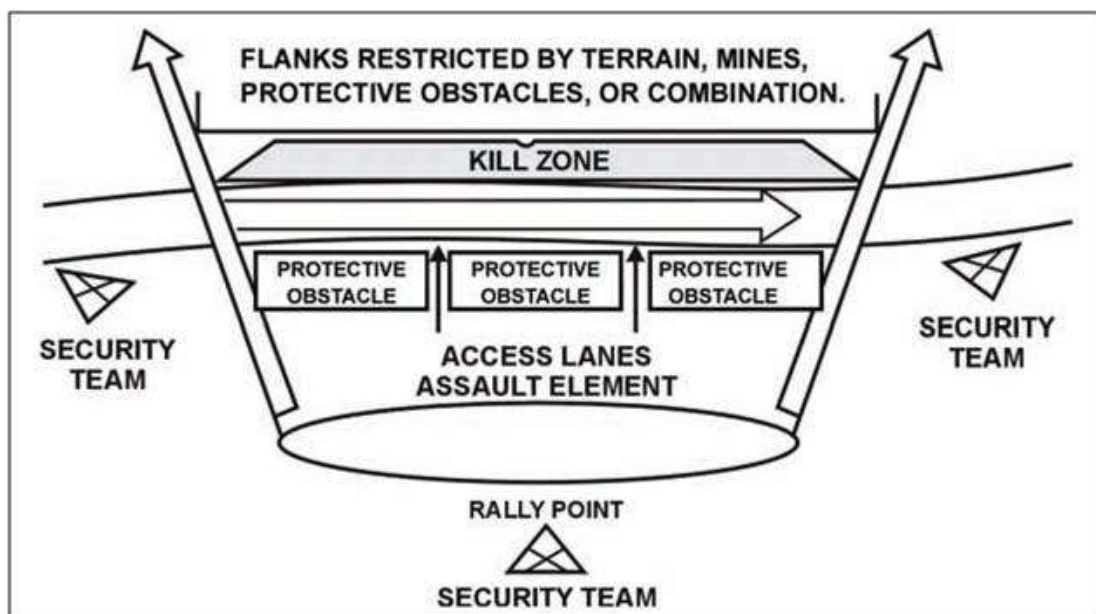 FLANKS RESTRICTED BY TERRAIN, MINES,
PROTECTIVE OBSTACLES, OR COMBINATION.
KILL ZONE
PROTECTIVE
OBSTACLE
PROTECTIVE
OBSTACLE
PROTECTIVE
OBSTACLE
SECURITY
TEAM
ACCESS LANES
ASSAULT ELEMENT
SECURITY
TEAM
RALLY POINT
SECURITY TEAM